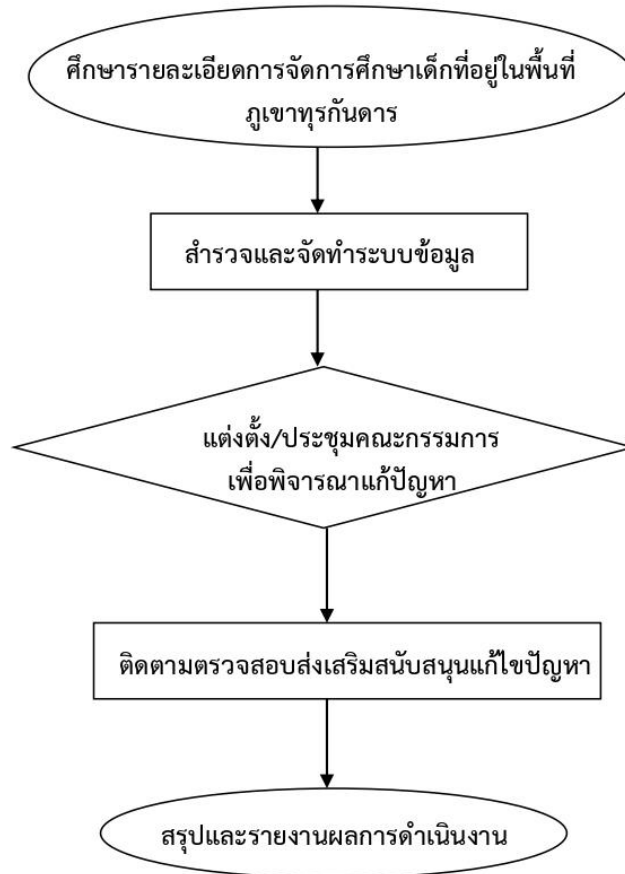 ศึกษารายละเอียดการจัดการศึกษาเด็กที่อยู่ในพื้นที่
ภูเขาทุรกันดาร
สำรวจและจัดทำระบบข้อมูล
แต่งตั้ง/ประชุมคณะกรรมการ
เพื่อพิจารณาแก้ปัญหา
ติดตามตรวจสอบส่งเสริมสนับสนุนแก้ไขปัญหา
สรุปและรายงานผลการดำเนินงาน